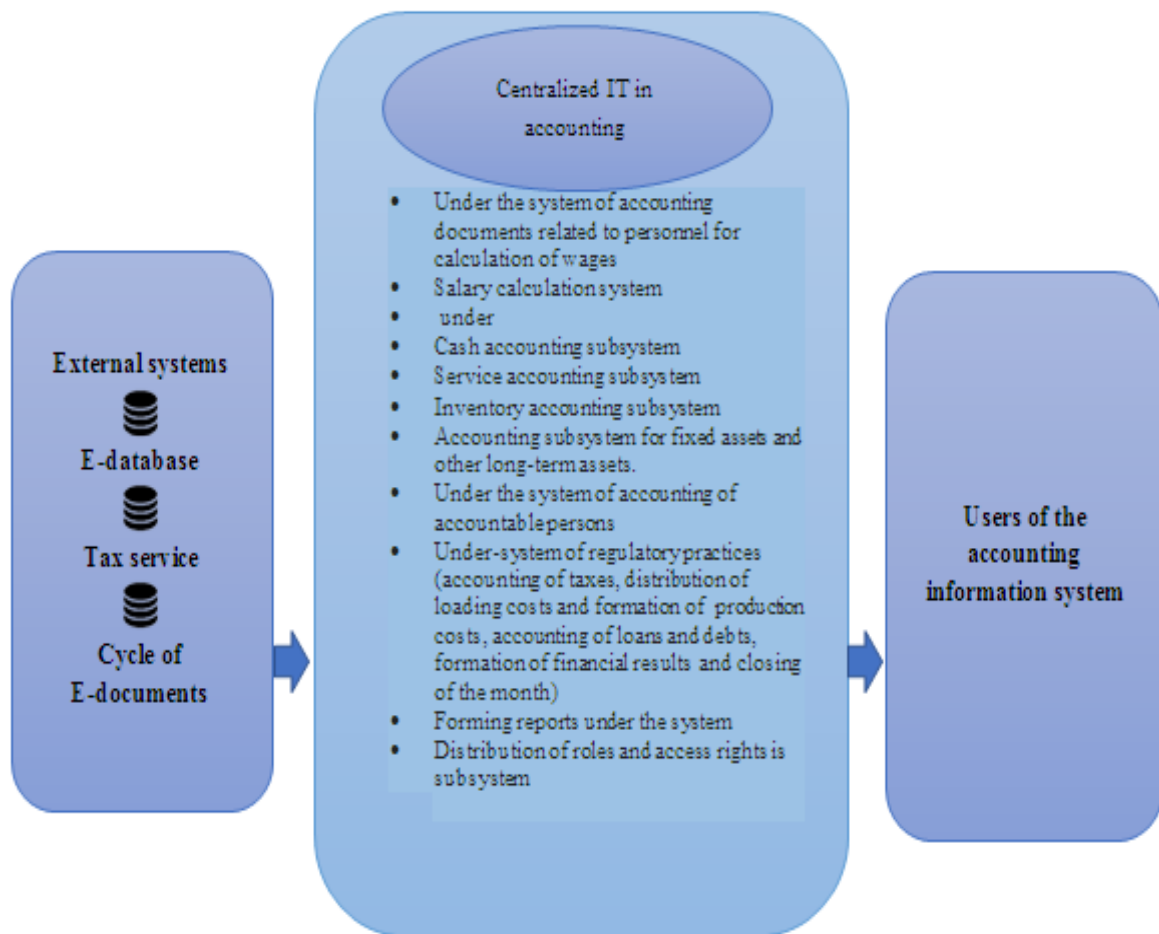 External systems
E-database
Tax service
Cycle of
E-documents
Centralized IT in
accounting
• Under the system of accounting
documents related to personnel for
calculation of wages
• Salary calculation system
• under
• Cash accounting subsystem
• Service accounting subsystem
• Inventory accounting subsystem
• Accounting subsystem for fixed assets and
other long-term assets.
• Under the system of accounting of
accountable persons
• Under-system of regulatory practices
(accounting of taxes, distribution of
loading costs and formation of production
costs, accounting of loans and debts,
formation of financial results and closing
of the month)
• Forming reports under the system
• Distribution of roles and access rights is
subsystem
Users of the
accounting
information system